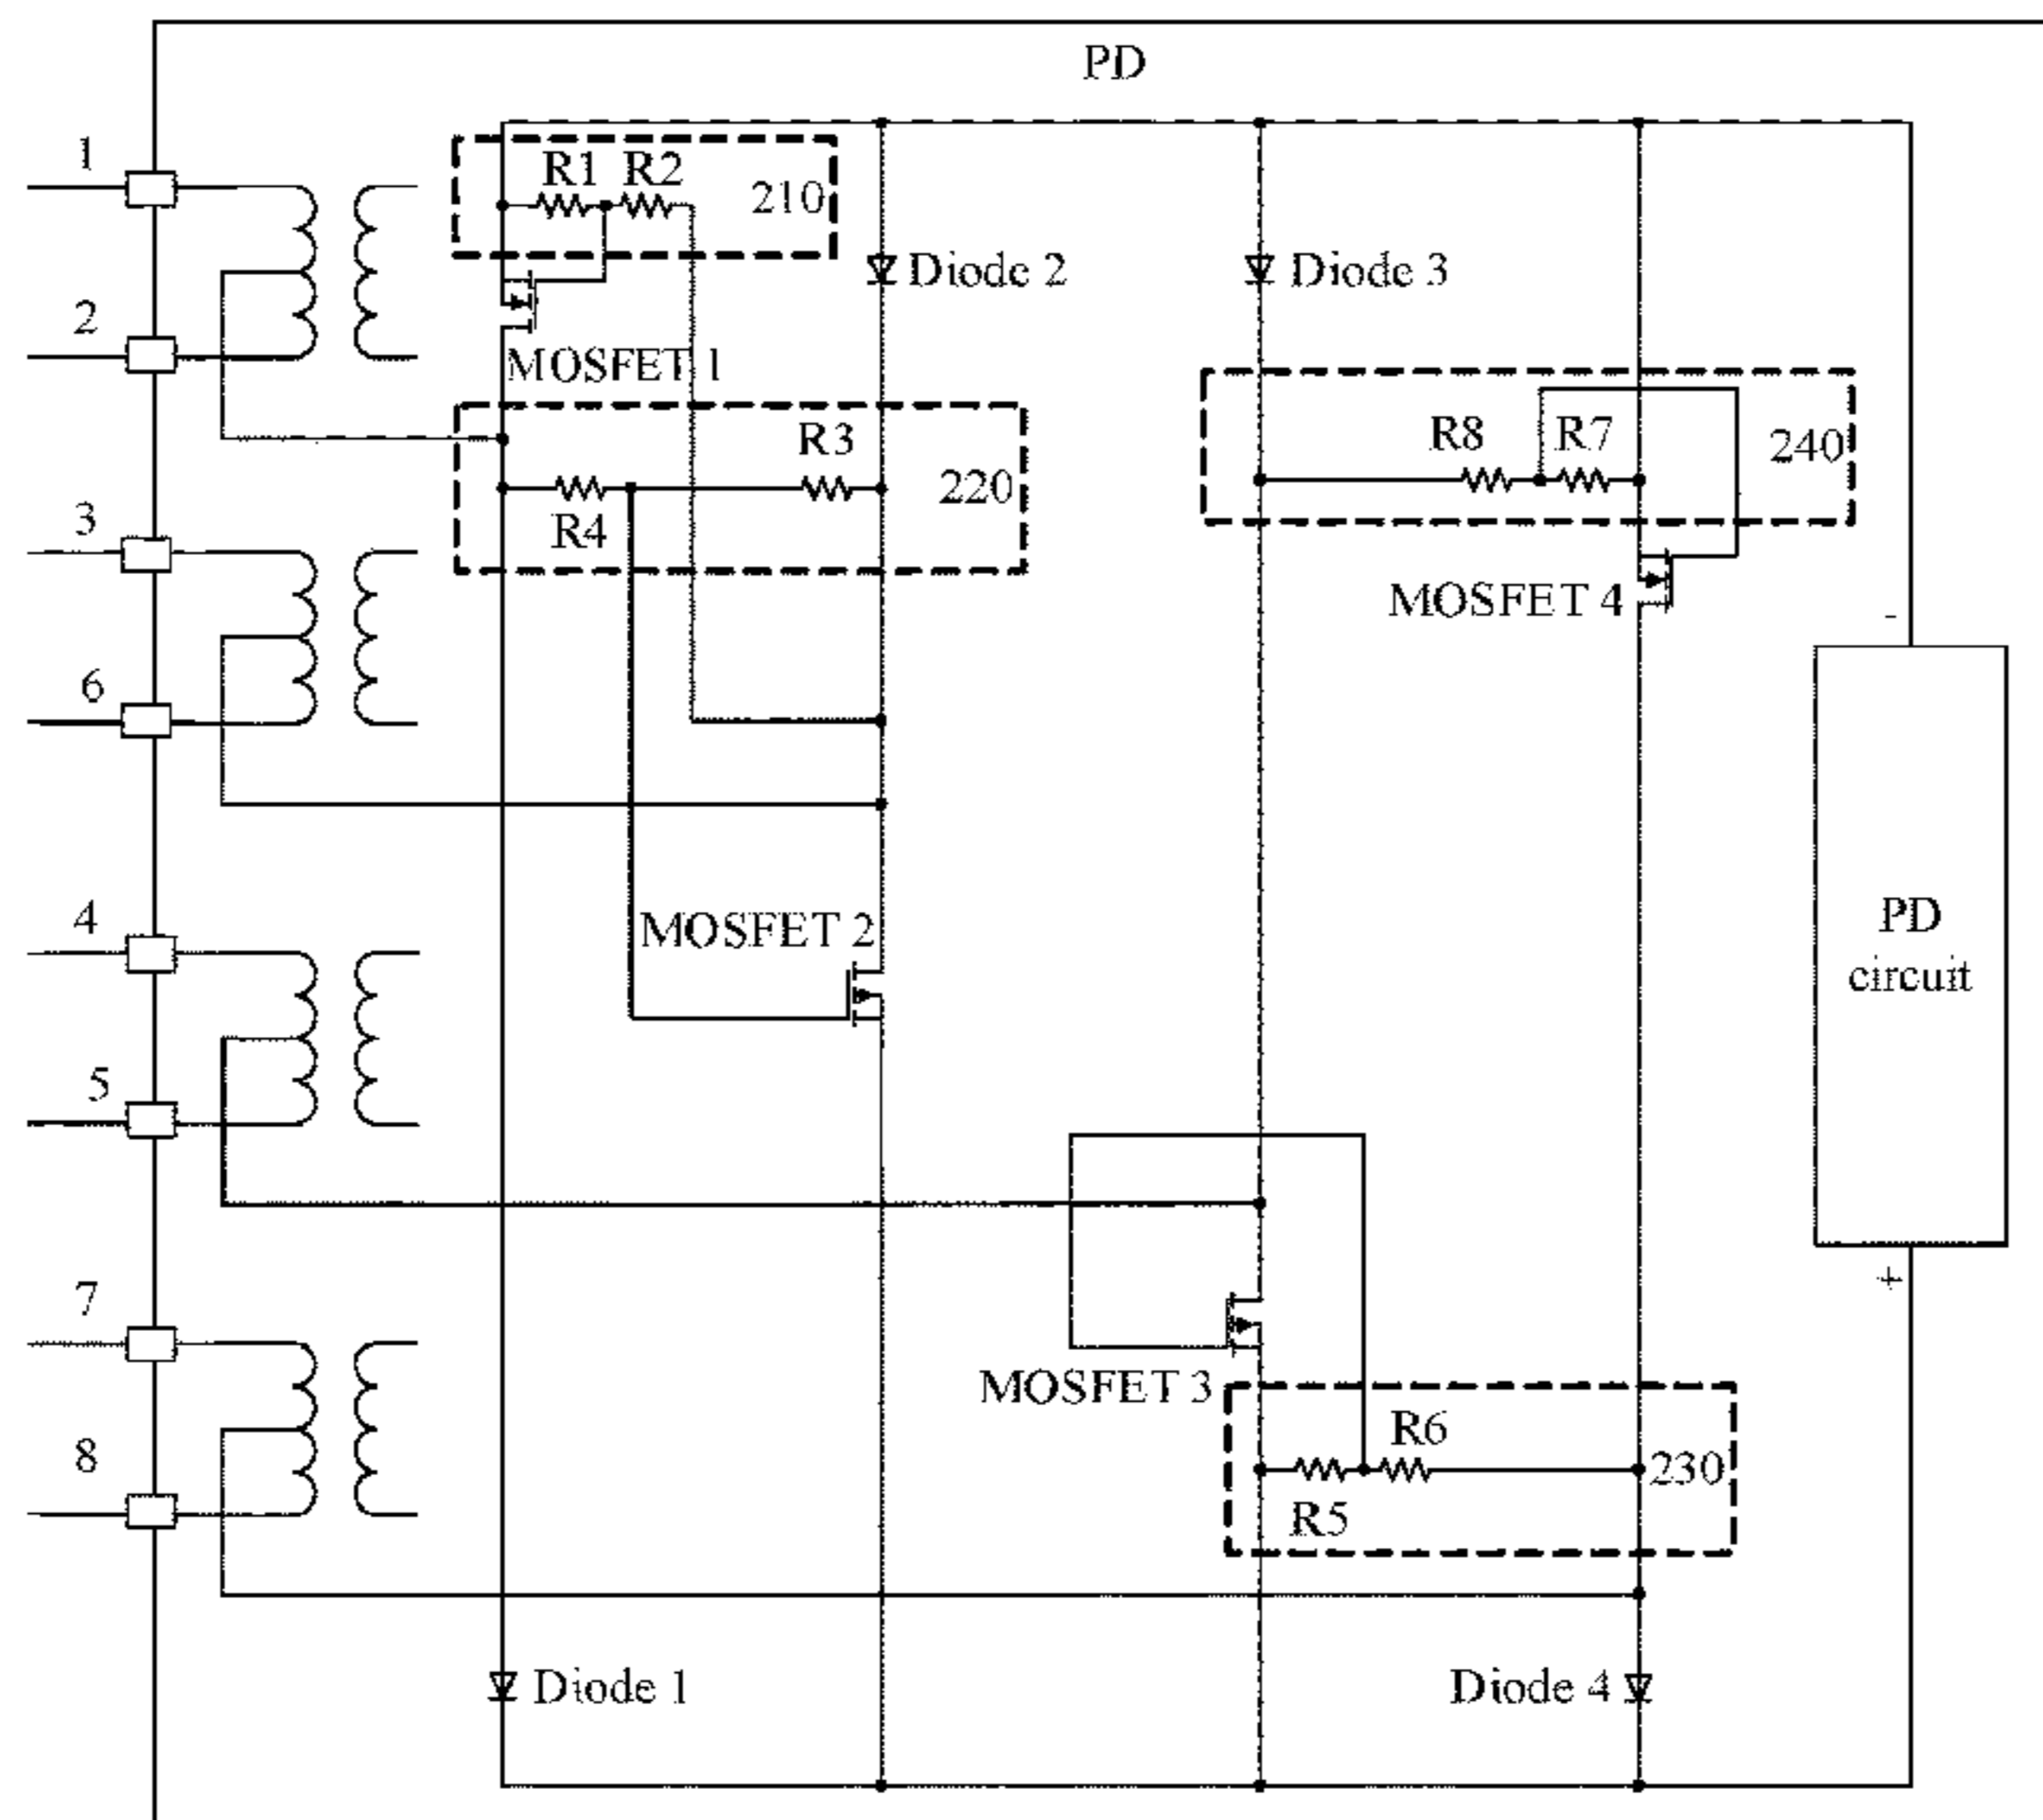 PD
1
R1 R2
210
Diode 2
Diode 3
2
MOSFET 1
R3
R8 R7
240
220
3
R4
MOSFET 4
-
6
4
MOSFET 2
PD
circuit
5
+
7
MOSFET 3
R6
8
230
R5
Diode 1
Diode 4